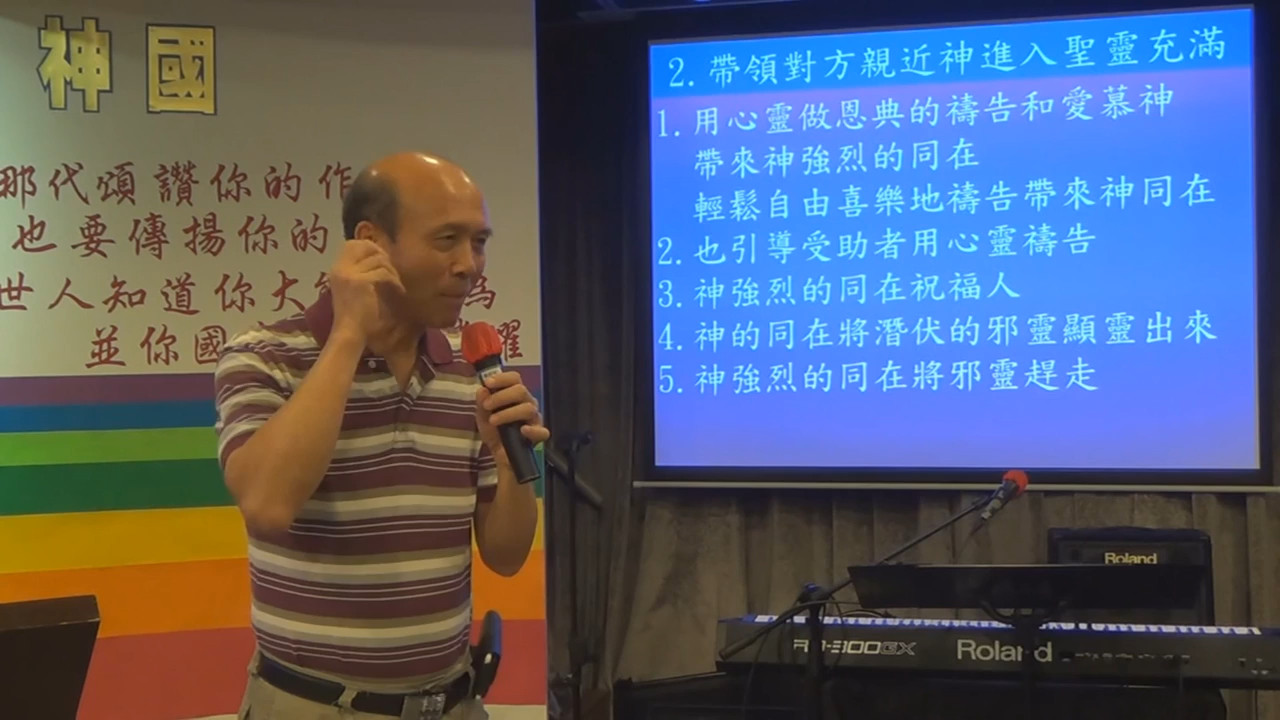 神國
那代頌讚你的作
也要傳揚你的
世人知道你大
並你國 耀
2. 帶領對方親近神進入聖靈充滿
1. 用心靈做恩典的禱告和愛慕神
帶來神強烈的同在
輕鬆自由喜樂地禱告帶來神同在
2. 也引導受助者用心靈禱告
3. 神強烈的同在祝福人
4. 神的同在將潛伏的邪靈顯靈出來
5. 神強烈的同在將邪靈趕走
Roland
RD-300GX
Roland